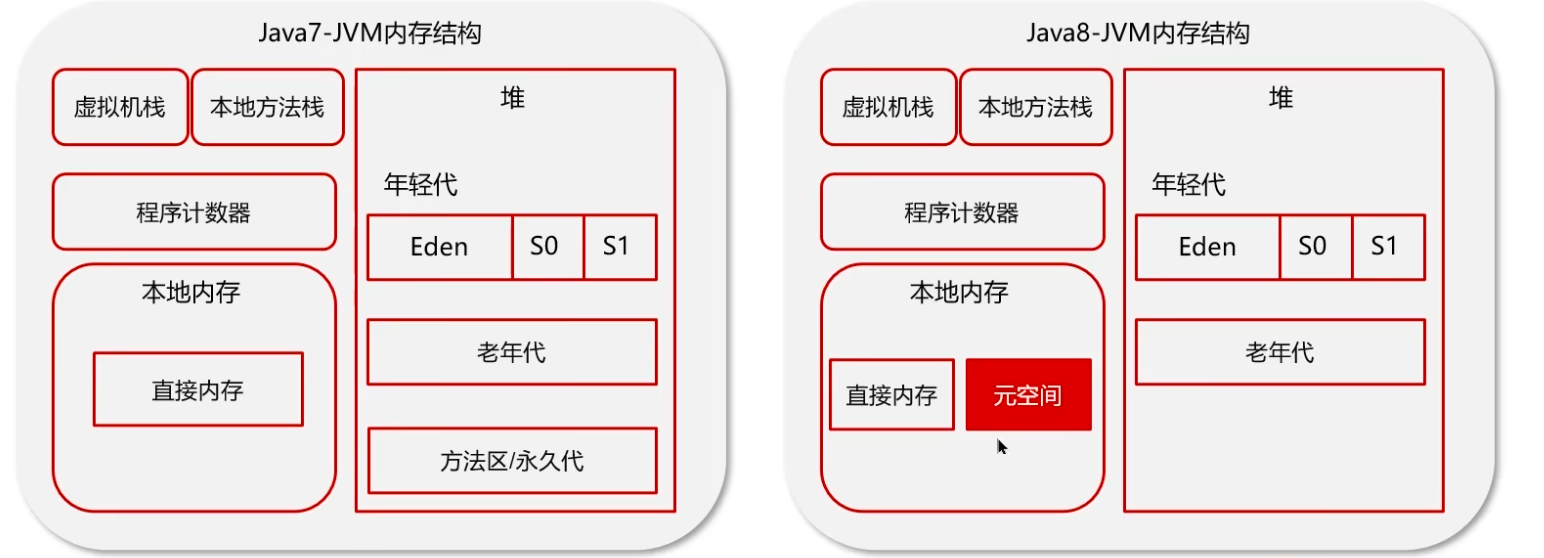 Java7-JVM内存结构
虚拟机栈
本地方法栈
堆
程序计数器
年轻代
Eden
S0
S1
本地内存
直接内存
老年代
方法区/永久代
Java8-JVM内存结构
虚拟机栈
本地方法栈
堆
程序计数器
年轻代
Eden
S0
S1
本地内存
直接内存
元空间
老年代